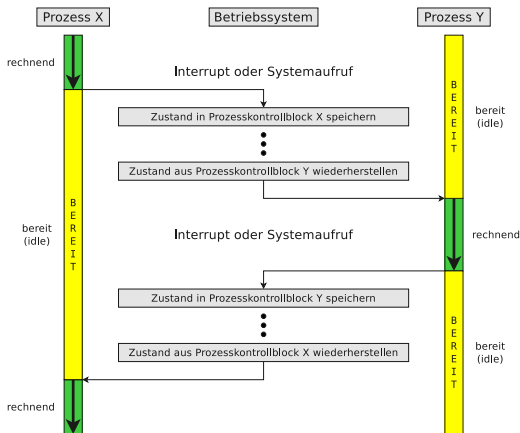 Prozess X
Betriebssystem
Prozess Y
rechnend
Interrupt oder Systemaufruf
BEREIT
bereit
(idle)
Zustand in Prozesskontrollblock X speichern
Zustand aus Prozesskontrollblock Y wiederherstellen
BEREIT
bereit
(idle)
Interrupt oder Systemaufruf
rechnend
Zustand in Prozesskontrollblock Y speichern
Zustand aus Prozesskontrollblock X wiederherstellen
BEREIT
bereit
(idle)
rechnend